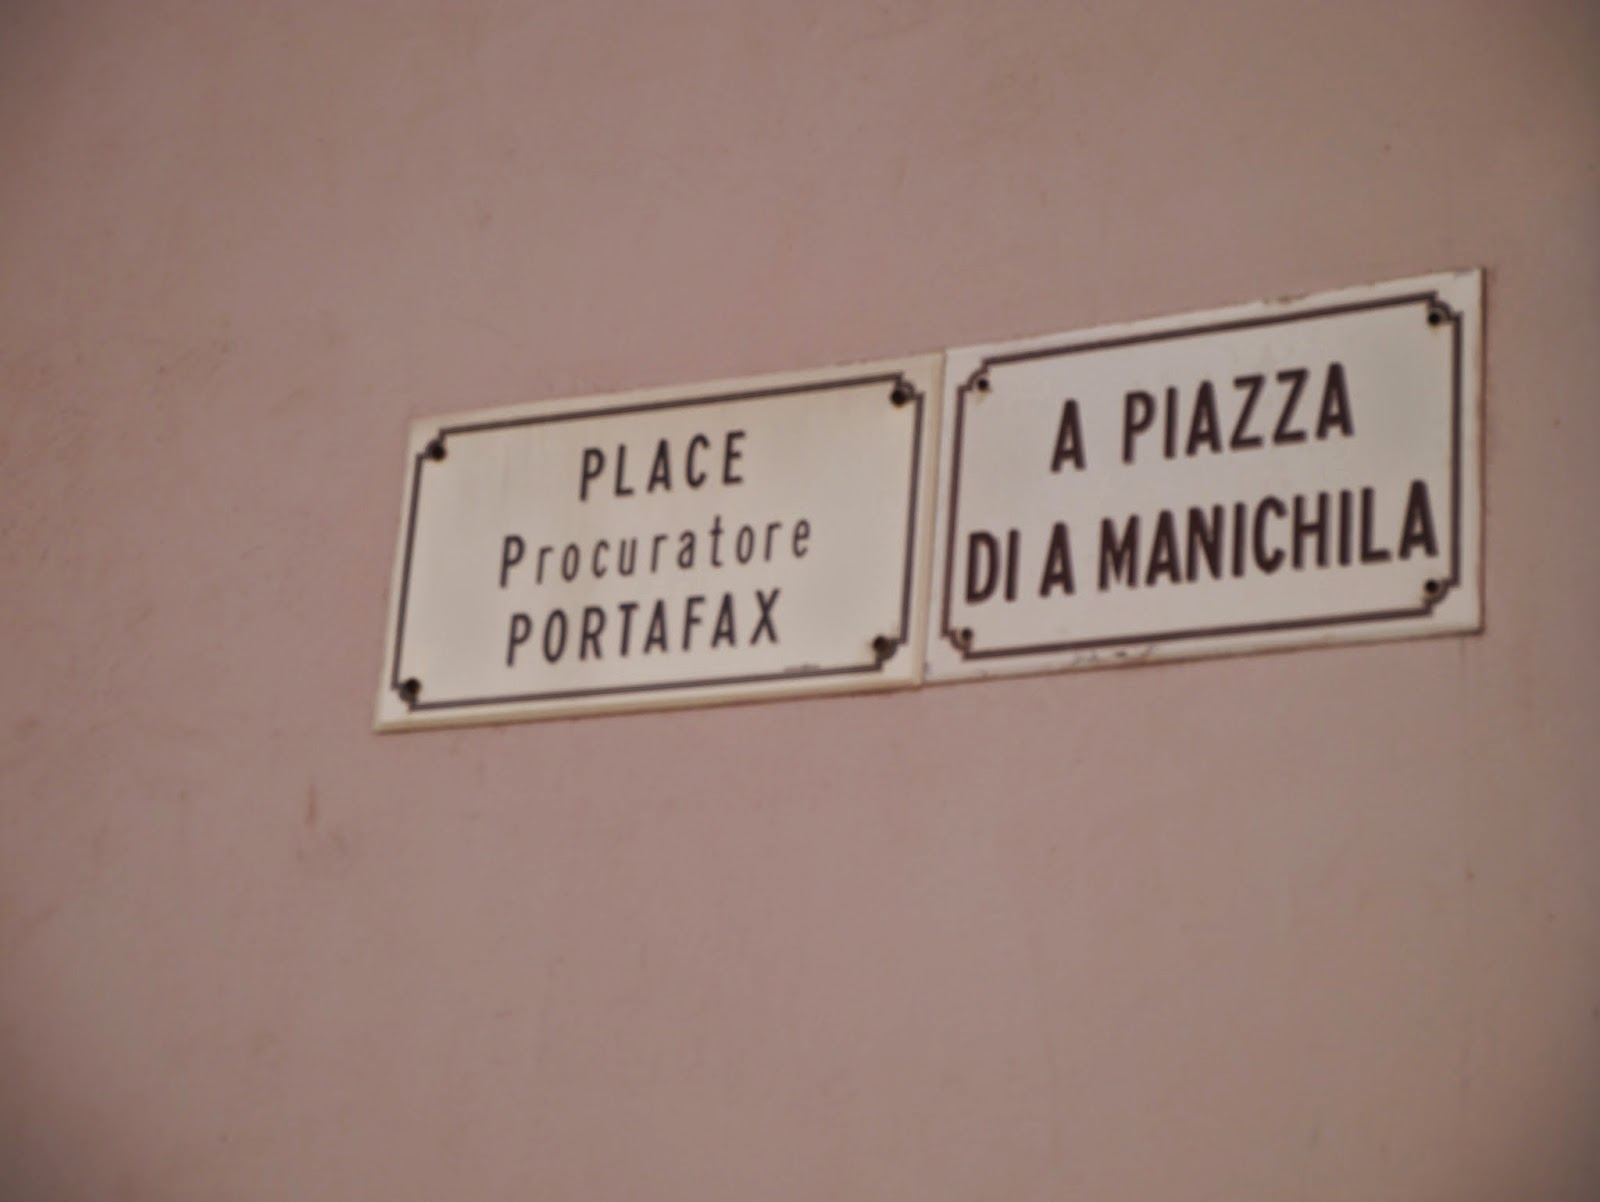 PLACE
Procuratore
PORTAFAX
A PIAZZA
DI A MANICHILA